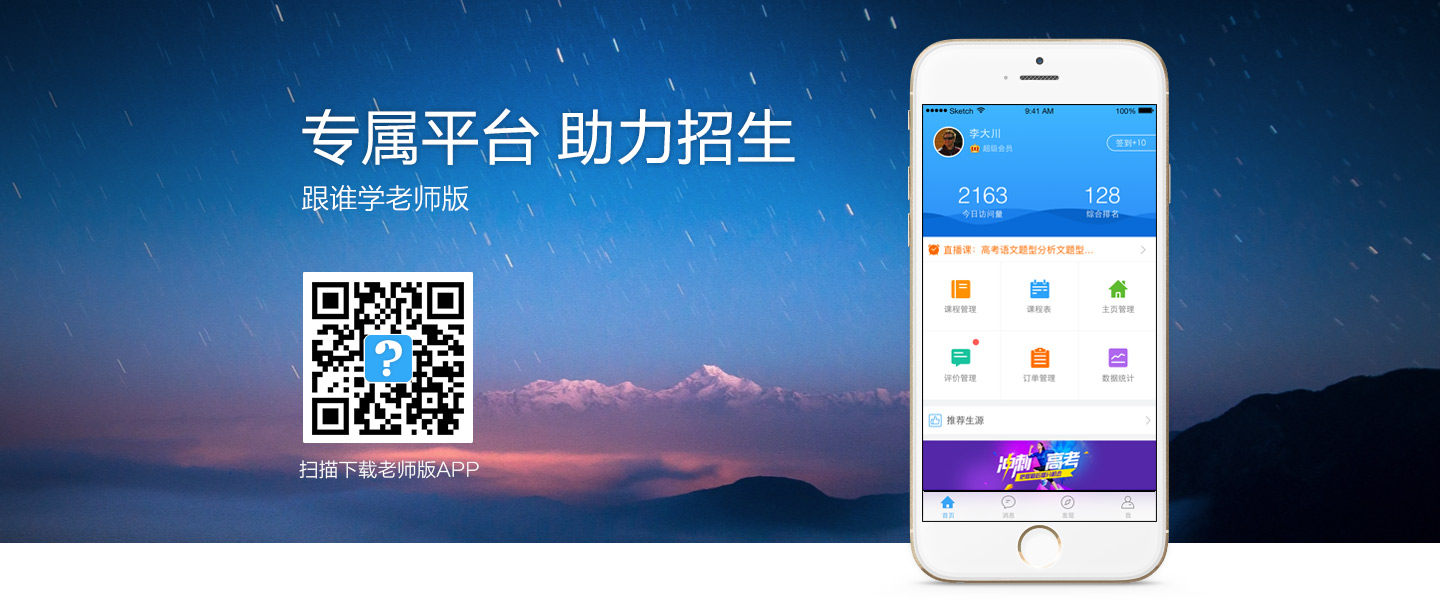 专属平台 助力招生
跟谁学老师版
?
扫描下载老师版APP
Sketch 9:41 AM 100%
李大川
超级会员
签到+10
2163 128
今日访问量 综合排名
直播课：高考语文题型分析文题型...
课程管理 课程表 主页管理
评价管理 订单管理 数据统计
推荐生源
冲刺 高考
首页 消息 发现 我